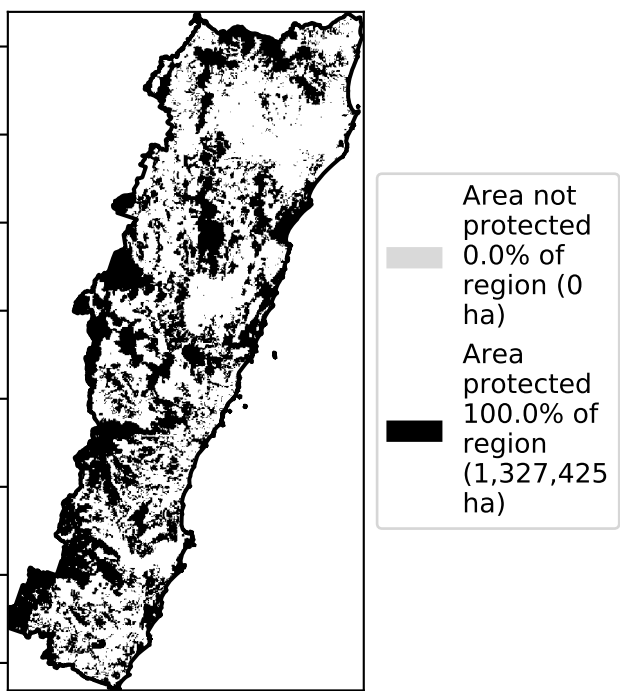 Area not
protected
0.0% of
region (0
ha)
Area
protected
100.0% of
region
(1,327,425
ha)